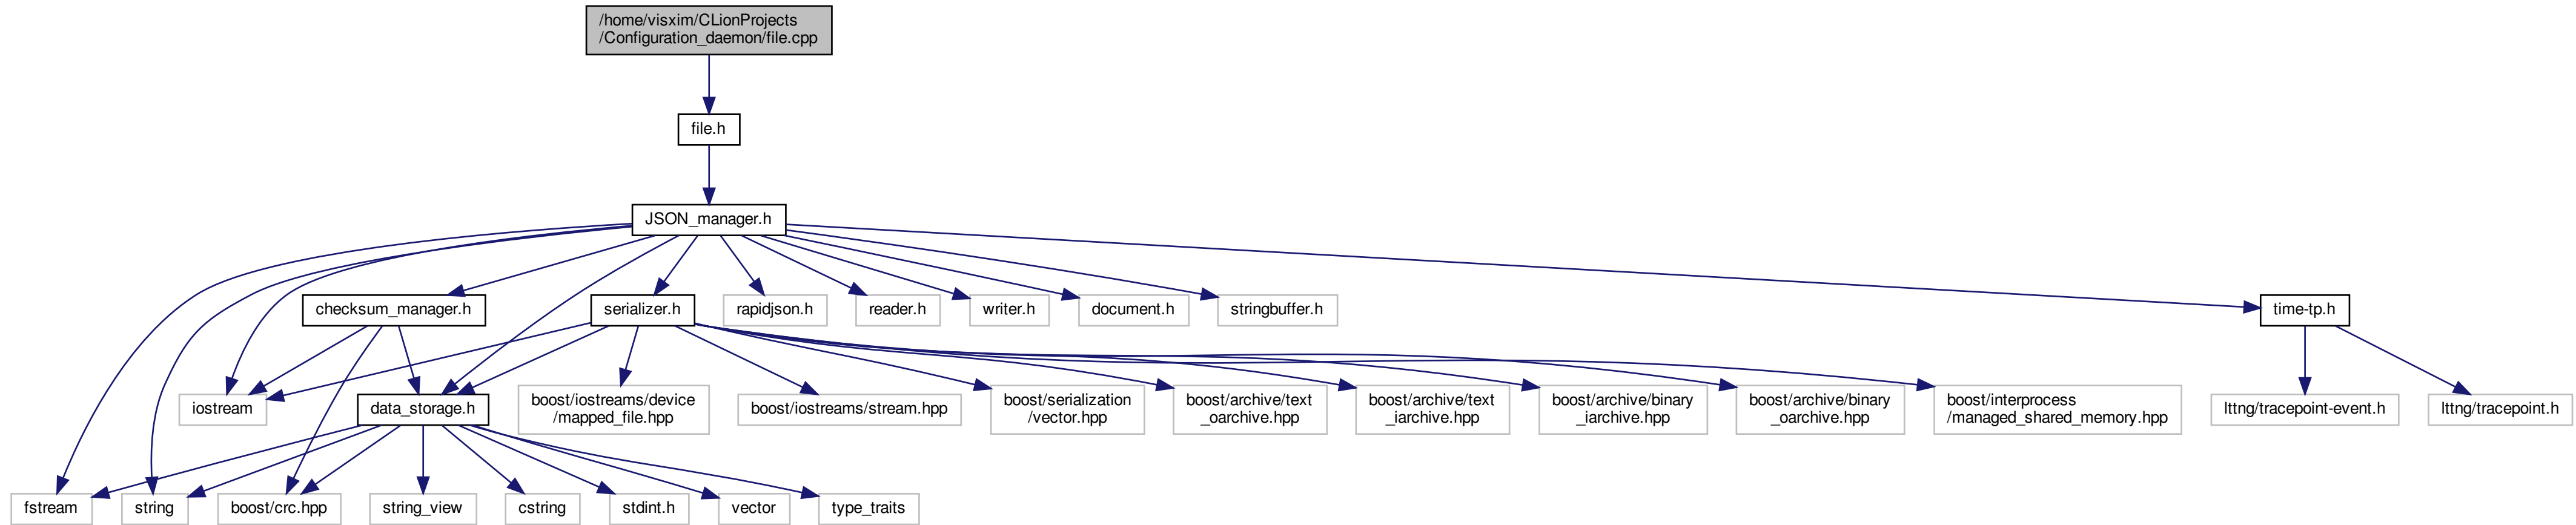 /home/visxim/CLionProjects
/Configuration_daemon/file.cpp
file.h
JSON_manager.h
checksum_manager.h
serializer.h
rapidjson.h
reader.h
writer.h
document.h
stringbuffer.h
time-tp.h
iostream
data_storage.h
boost/iostreams/device
/mapped_file.hpp
boost/iostreams/stream.hpp
boost/serialization
/vector.hpp
boost/archive/text
_oarchive.hpp
boost/archive/text
_iarchive.hpp
boost/archive/binary
_iarchive.hpp
boost/archive/binary
_oarchive.hpp
boost/interprocess
/managed_shared_memory.hpp
lttng/tracepoint-event.h
lttng/tracepoint.h
fstream
string
boost/crc.hpp
string_view
cstring
stdint.h
vector
type_traits